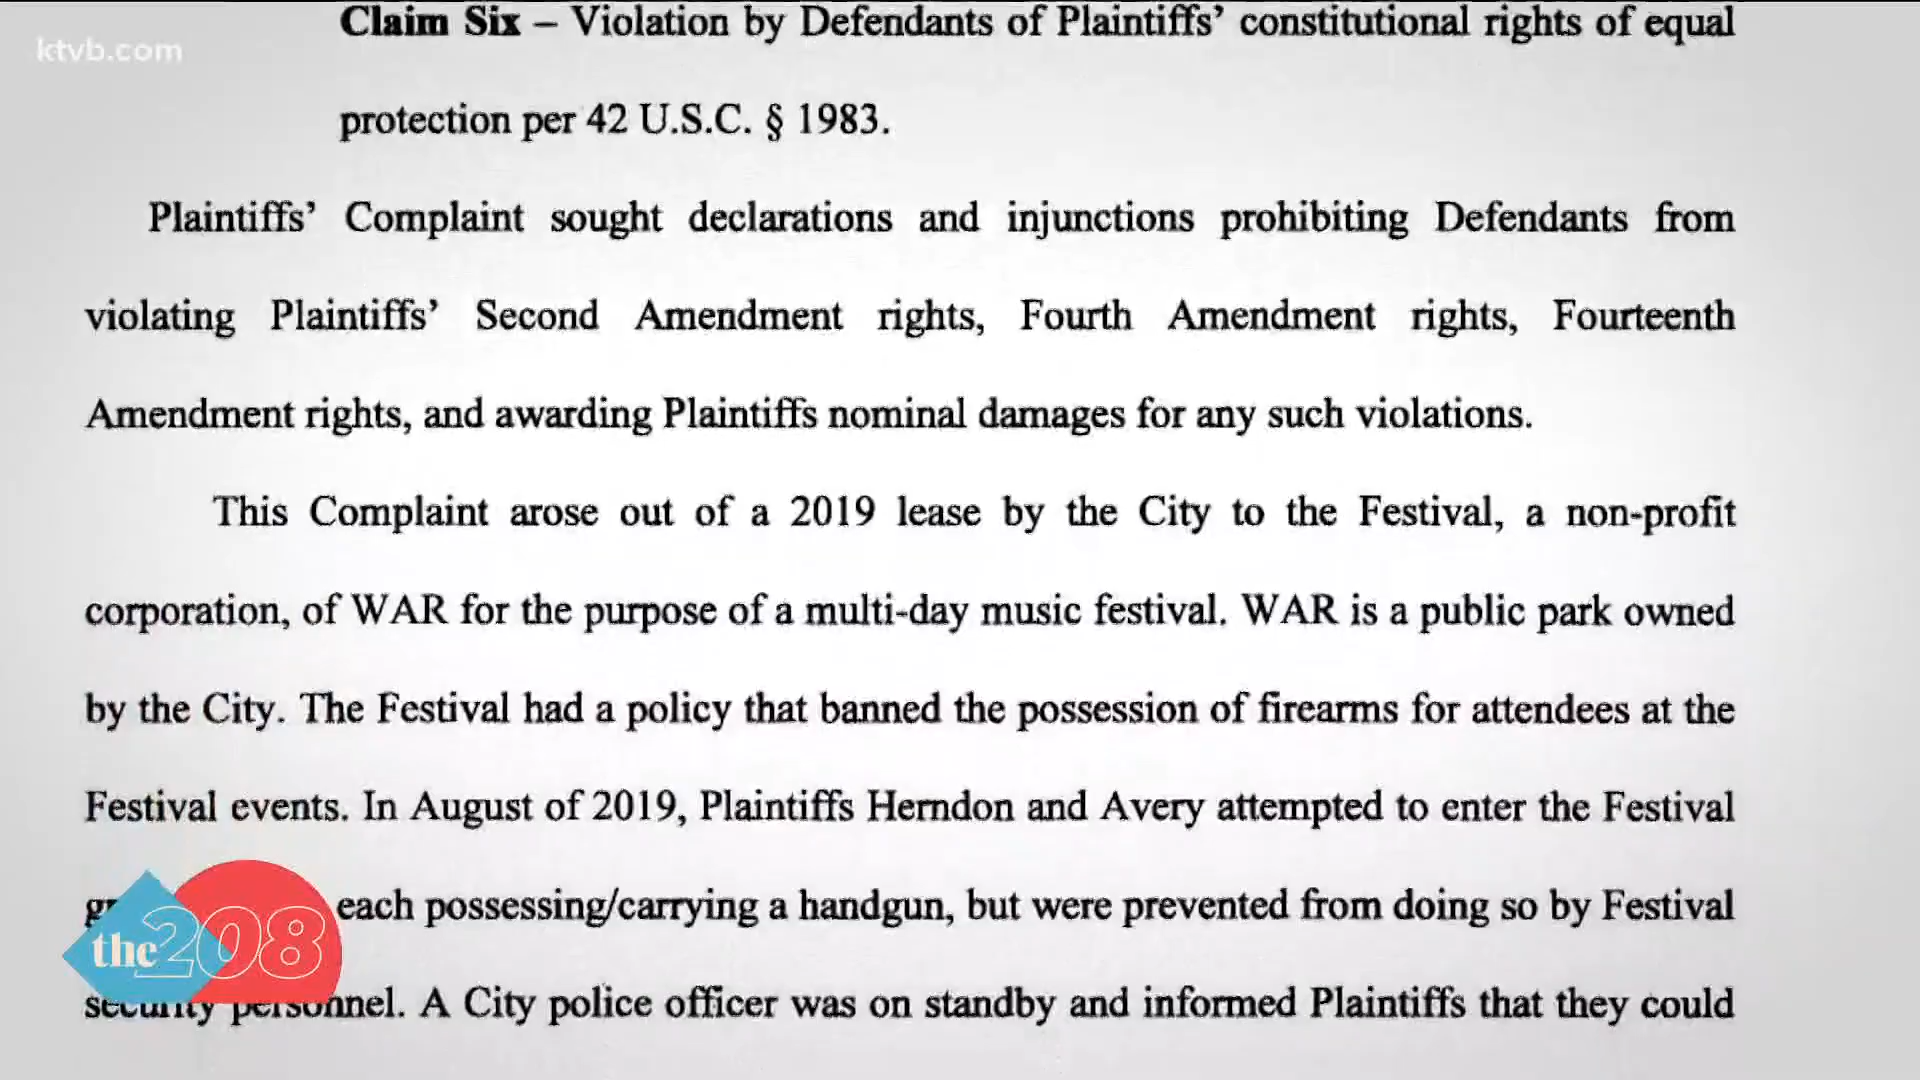 Claim Six – Violation by Defendants of Plaintiffs’ constitutional rights of equal
ktvb.com
protection per 42 U.S.C. § 1983.
Plaintiffs’ Complaint sought declarations and injunctions prohibiting Defendants from
violating Plaintiffs’ Second Amendment rights, Fourth Amendment rights, Fourteenth
Amendment rights, and awarding Plaintiffs nominal damages for any such violations.
This Complaint arose out of a 2019 lease by the City to the Festival, a non-profit
corporation, of WAR for the purpose of a multi-day music festival. WAR is a public park owned
by the City. The Festival had a policy that banned the possession of firearms for attendees at the
Festival events. In August of 2019, Plaintiffs Herndon and Avery attempted to enter the Festival
each possessing/carrying a handgun, but were prevented from doing so by Festival
the 208
security personnel. A City police officer was on standby and informed Plaintiffs that they could